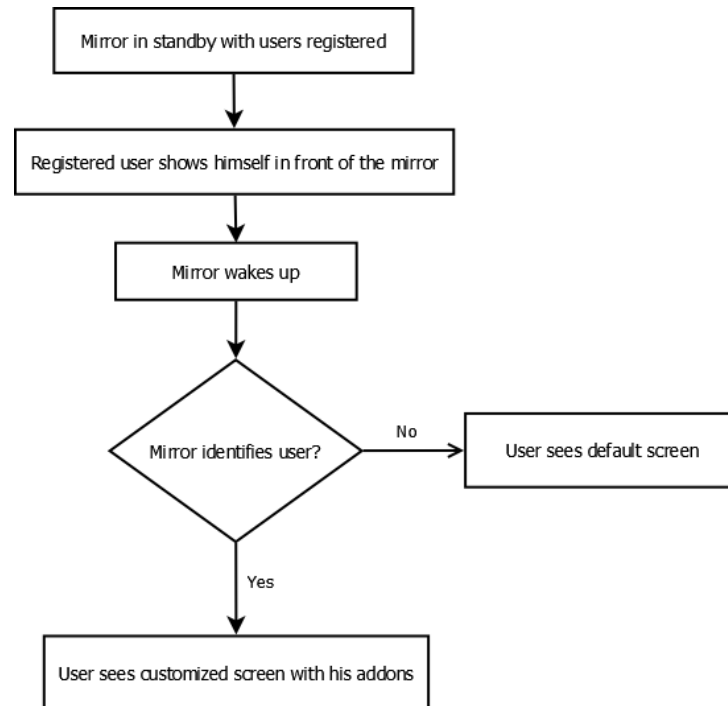 Mirror in standby with users registered
Registered user shows himself in front of the mirror
Mirror wakes up
Mirror identifies user?
No
User sees default screen
Yes
User sees customized screen with his addons